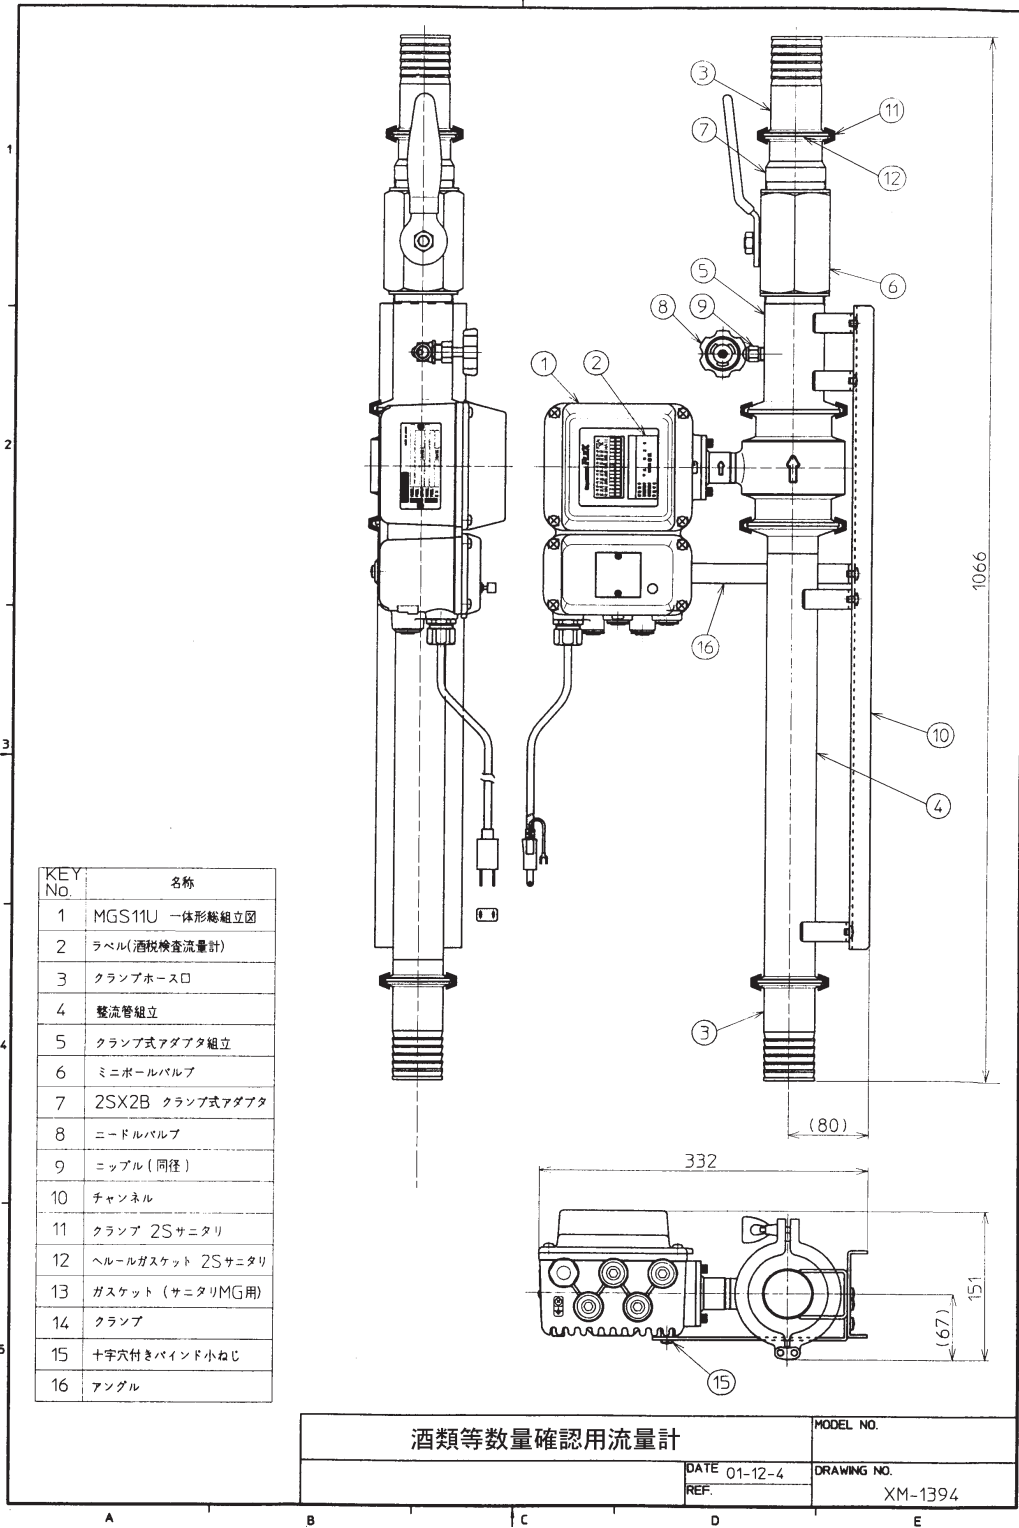 3
11
7
12
5
6
8
9
1
2
1066
16
10
4
3
(80)
332
151
(67)
15
KEY No. 名称
1 MGS11U 一体形総組立図
2 ラベル(酒税検査流量計)
3 クランプホース口
4 整流管組立
5 クランプ式アダプタ組立
6 ミニボールバルブ
7 2SX2B クランプ式アダプタ
8 ニードルバルブ
9 ニップル(同径)
10 チャンネル
11 クランプ 2Sサニタリ
12 ヘルールガスケット 2Sサニタリ
13 ガスケット (サニタリMG用)
14 クランプ
15 十字穴付きバインド小ねじ
16 アングル
酒類等数量確認用流量計
MODEL NO.
DATE 01-12-4
DRAWING NO.
REF.
XM-1394
1
2
3
4
5
A B C D E